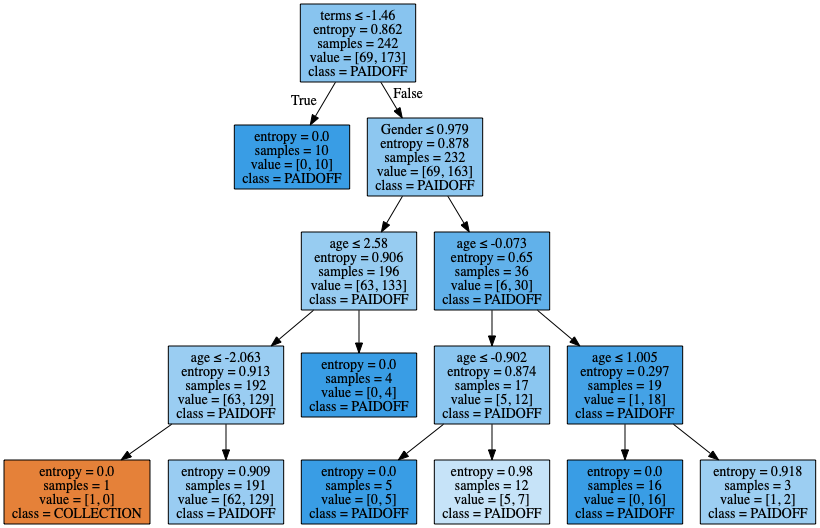 terms ≤ -1.46
entropy = 0.862
samples = 242
value = [69, 173]
class = PAIDOFF
True
False
entropy = 0.0
samples = 10
value = [0, 10]
class = PAIDOFF
Gender ≤ 0.979
entropy = 0.878
samples = 232
value = [69, 163]
class = PAIDOFF
age ≤ 2.58
entropy = 0.906
samples = 196
value = [63, 133]
class = PAIDOFF
age ≤ -0.073
entropy = 0.65
samples = 36
value = [6, 30]
class = PAIDOFF
age ≤ -2.063
entropy = 0.913
samples = 192
value = [63, 129]
class = PAIDOFF
entropy = 0.0
samples = 4
value = [0, 4]
class = PAIDOFF
age ≤ -0.902
entropy = 0.874
samples = 17
value = [5, 12]
class = PAIDOFF
age ≤ 1.005
entropy = 0.297
samples = 19
value = [1, 18]
class = PAIDOFF
entropy = 0.0
samples = 1
value = [1, 0]
class = COLLECTION
entropy = 0.909
samples = 191
value = [62, 129]
class = PAIDOFF
entropy = 0.0
samples = 5
value = [0, 5]
class = PAIDOFF
entropy = 0.98
samples = 12
value = [5, 7]
class = PAIDOFF
entropy = 0.0
samples = 16
value = [0, 16]
class = PAIDOFF
entropy = 0.918
samples = 3
value = [1, 2]
class = PAIDOFF